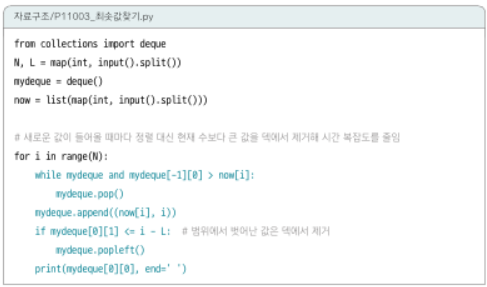 자료구조/P11003_최솟값찾기.py
from collections import deque
N, L = map(int, input().split())
mydeque = deque()
now = list(map(int, input().split()))
# 새로운 값이 들어올 때마다 정렬 대신 현재 수보다 큰 값을 덱에서 제거해 시간 복잡도를 줄임
for i in range(N):
    while mydeque and mydeque[-1][0] > now[i]:
        mydeque.pop()
    mydeque.append((now[i], i))
    if mydeque[0][1] <= i - L:  # 범위에서 벗어난 값은 덱에서 제거
        mydeque.popleft()
    print(mydeque[0][0], end=' ')